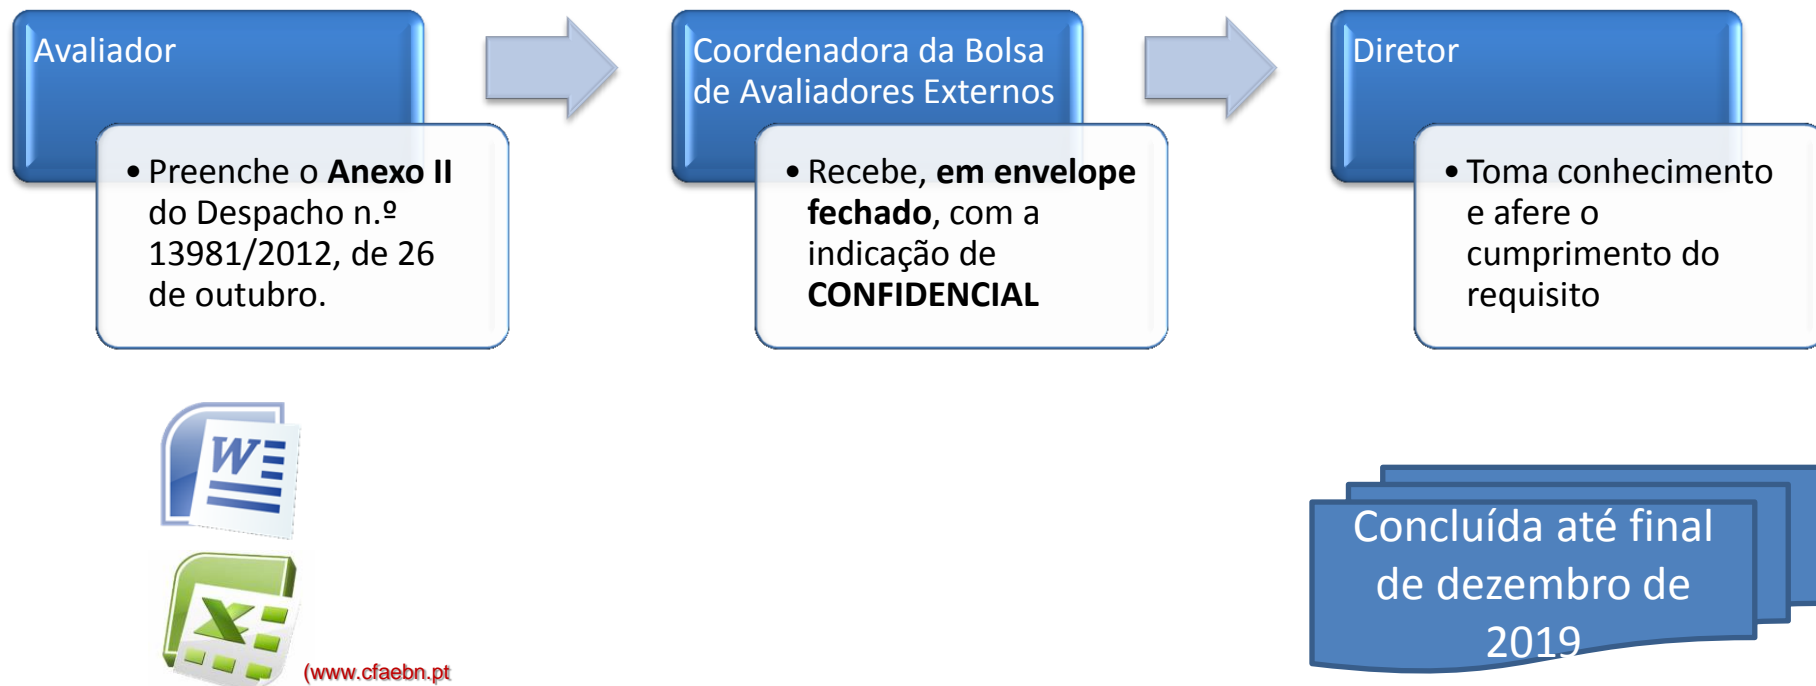 Avaliador
• Preenche o Anexo II
do Despacho n.º
13981/2012, de 26
de outubro.
Coordenadora da Bolsa
de Avaliadores Externos
• Recebe, em envelope
fechado, com a
indicação de
CONFIDENCIAL
Diretor
• Toma conhecimento
e afere o
cumprimento do
requisito
W
X
(www.cfaebn.pt
Concluída até final
de dezembro de
2019